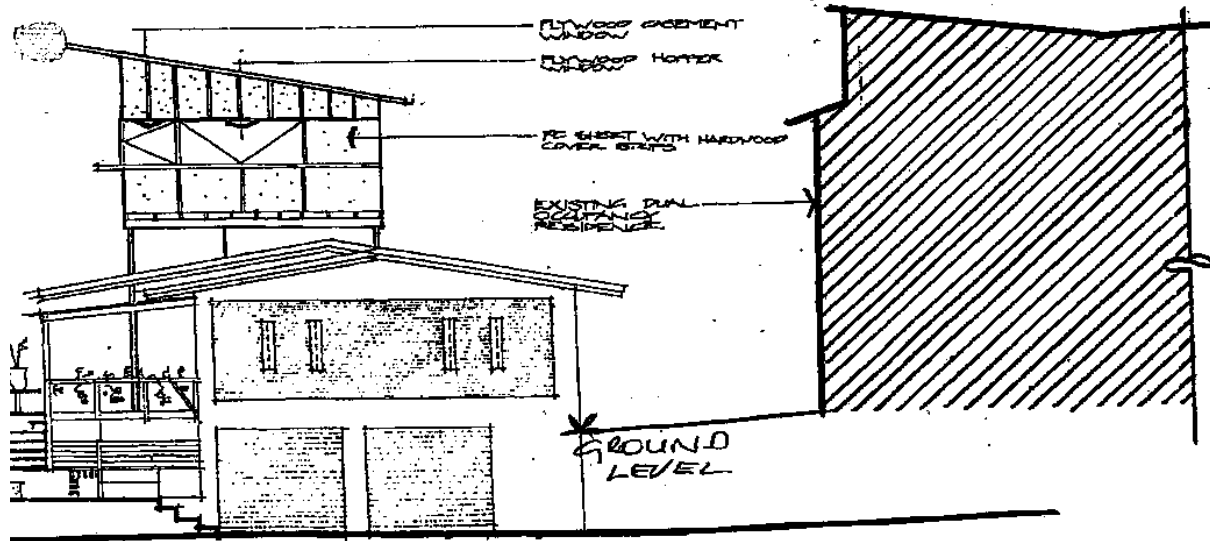 PLYWOOD CASEMENT
WINDOW
PLYWOOD HOPPER
WINDOW
FC SHEET WITH HARDWOOD
COVER STRIPS
EXISTING DUAL
OCCUPANCY
RESIDENCE
GROUND
LEVEL